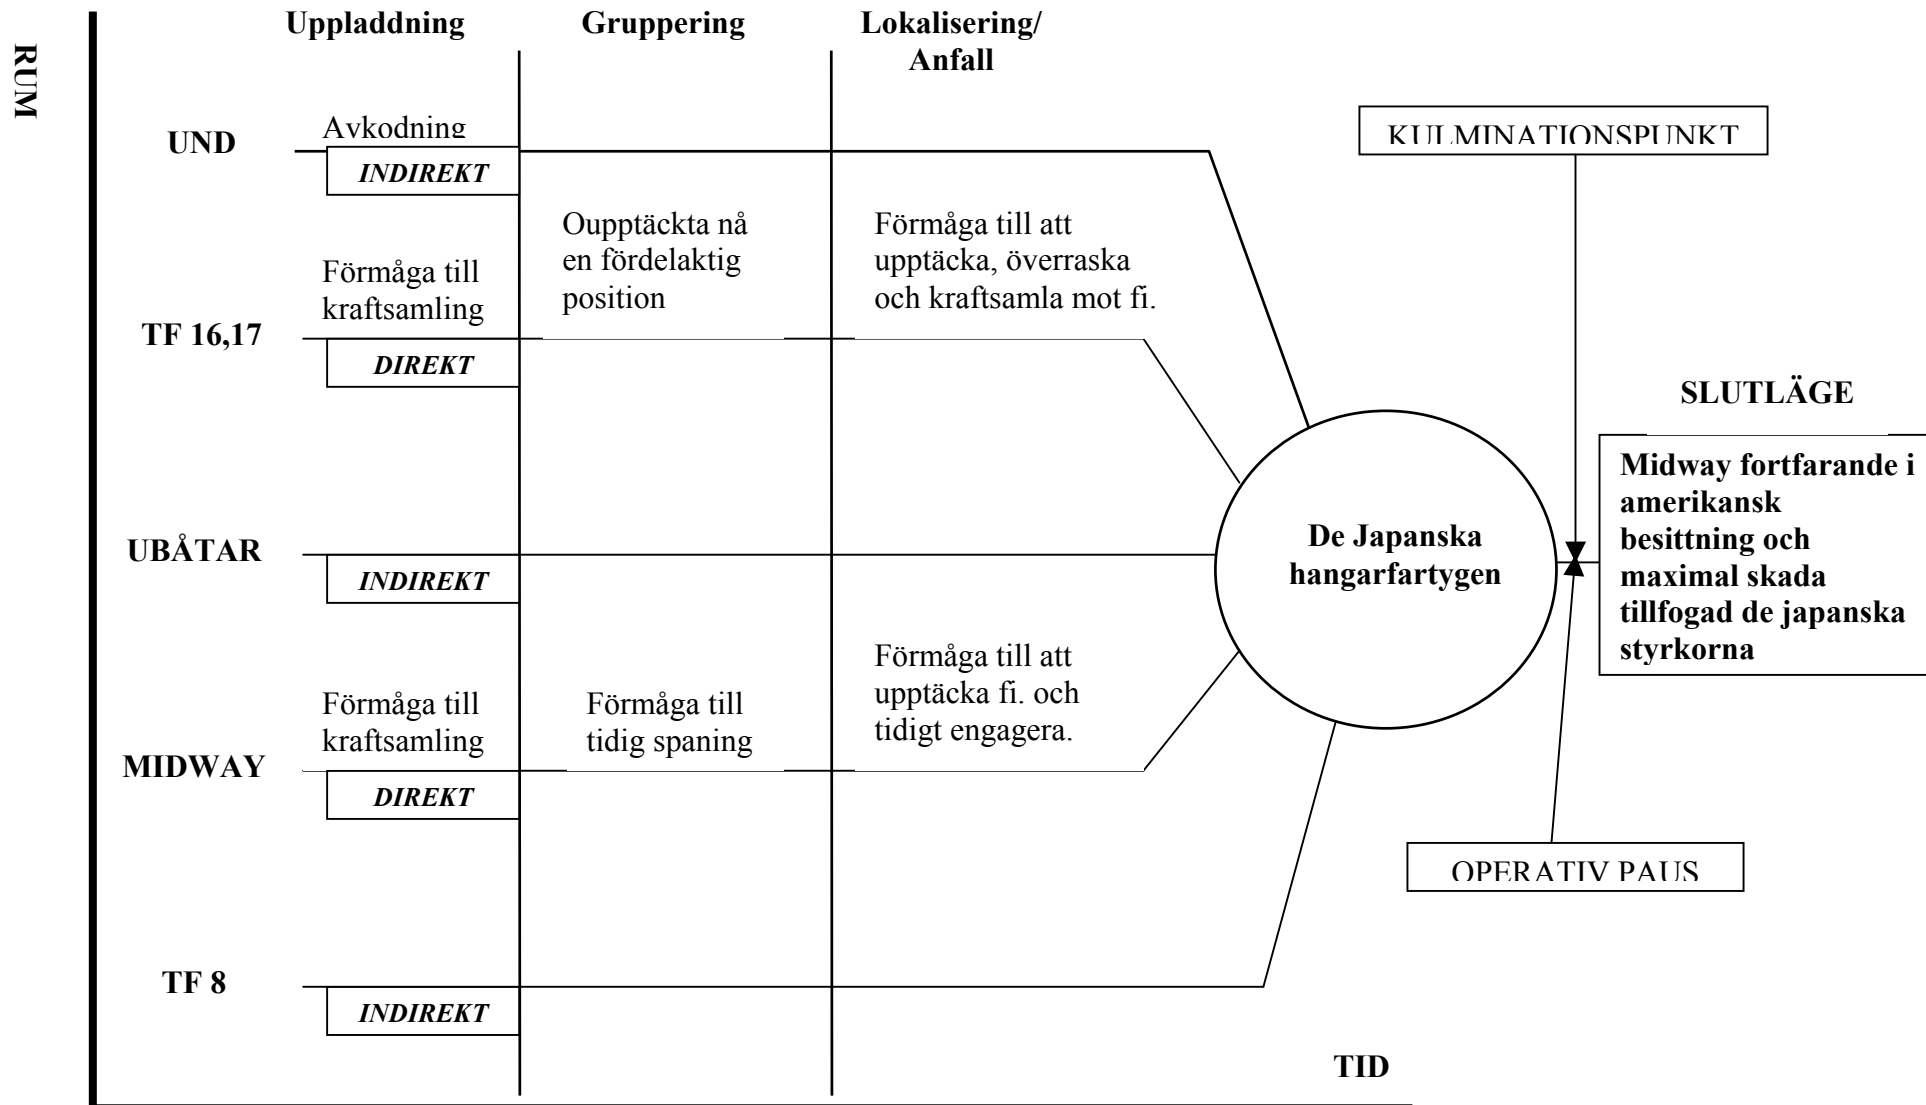 RUM
Uppladdning
Gruppering
Lokalisering/
Anfall
UND
Avkodning
INDIREKT
KULMINATIONSPUNKT
TF 16,17
Förmåga till
kraftsamling
DIREKT
Oupptäckta nå
en fördelaktig
position
Förmåga till att
upptäcka, överraska
och kraftsamla mot fi.
UBÅTAR
INDIREKT
De Japanska
hangarfartygen
SLUTLÄGE
Midway fortfarande i
amerikansk
besittning och
maximal skada
tillfogad de japanska
styrkorna
MIDWAY
Förmåga till
kraftsamling
DIREKT
Förmåga till
tidig spaning
Förmåga till att
upptäcka fi. och
tidigt engagera.
OPERATIV PAUS
TF 8
INDIREKT
TID